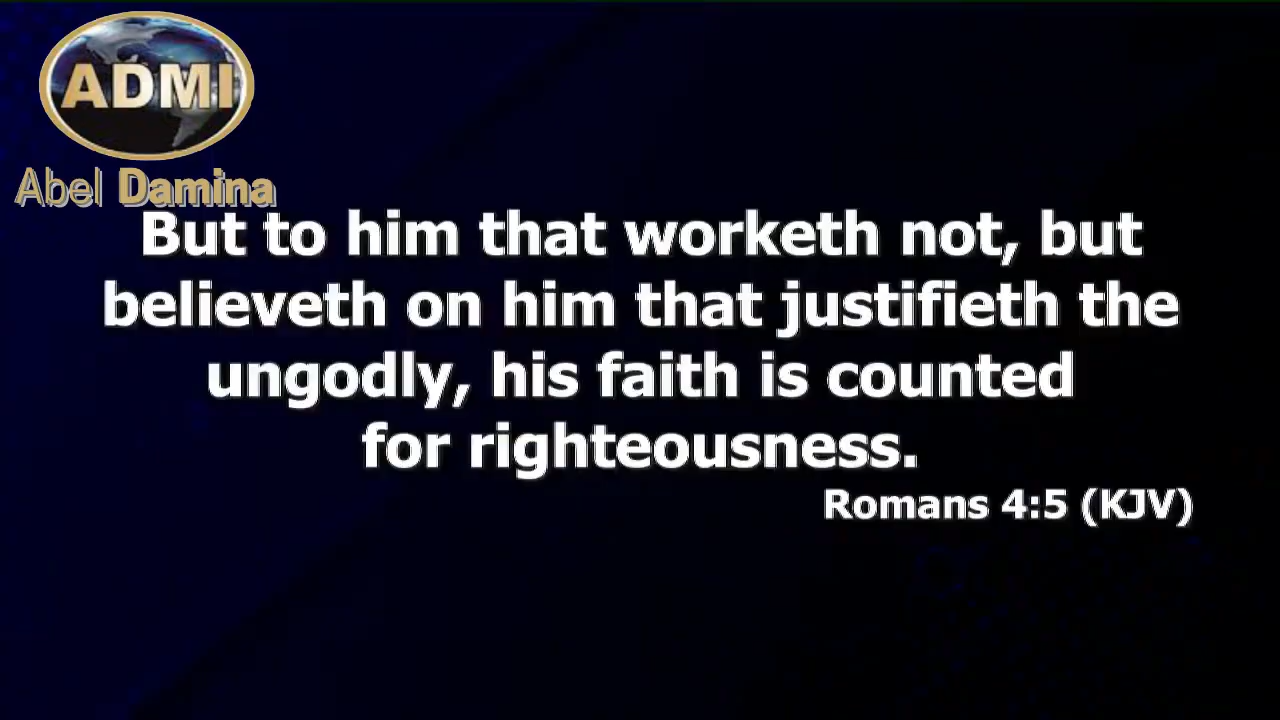 ADMI
Abel Damina
But to him that worketh not, but
believeth on him that justifieth the
ungodly, his faith is counted
for righteousness.
Romans 4:5 (KJV)